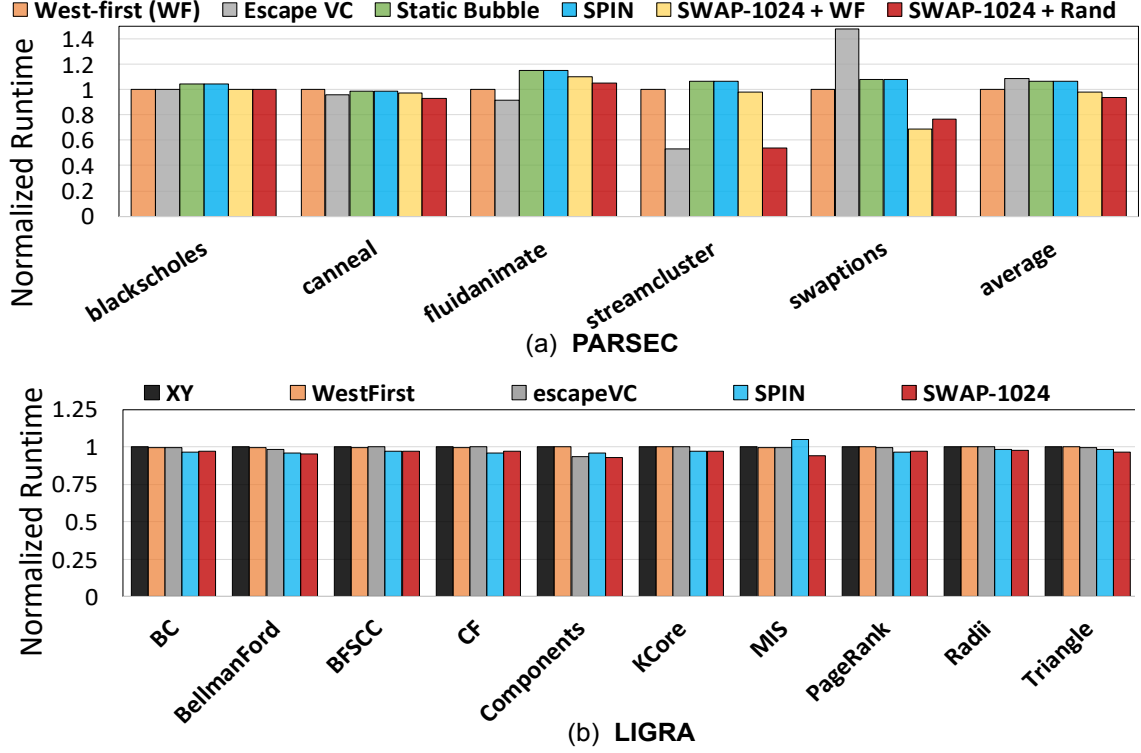 West-first (WF) Escape VC Static Bubble SPIN SWAP-1024 + WF SWAP-1024 + Rand
Normalized Runtime
1.4
1.2
1
0.8
0.6
0.4
0.2
0
blackscholes canneal fluidanimate streamcluster swaptions average
(a) PARSEC
XY WestFirst escapeVC SPIN SWAP-1024
Normalized Runtime
1.25
1
0.75
0.5
0.25
0
BC BellmanFord BFSCC CF Components KCore MIS PageRank Radii Triangle
(b) LIGRA